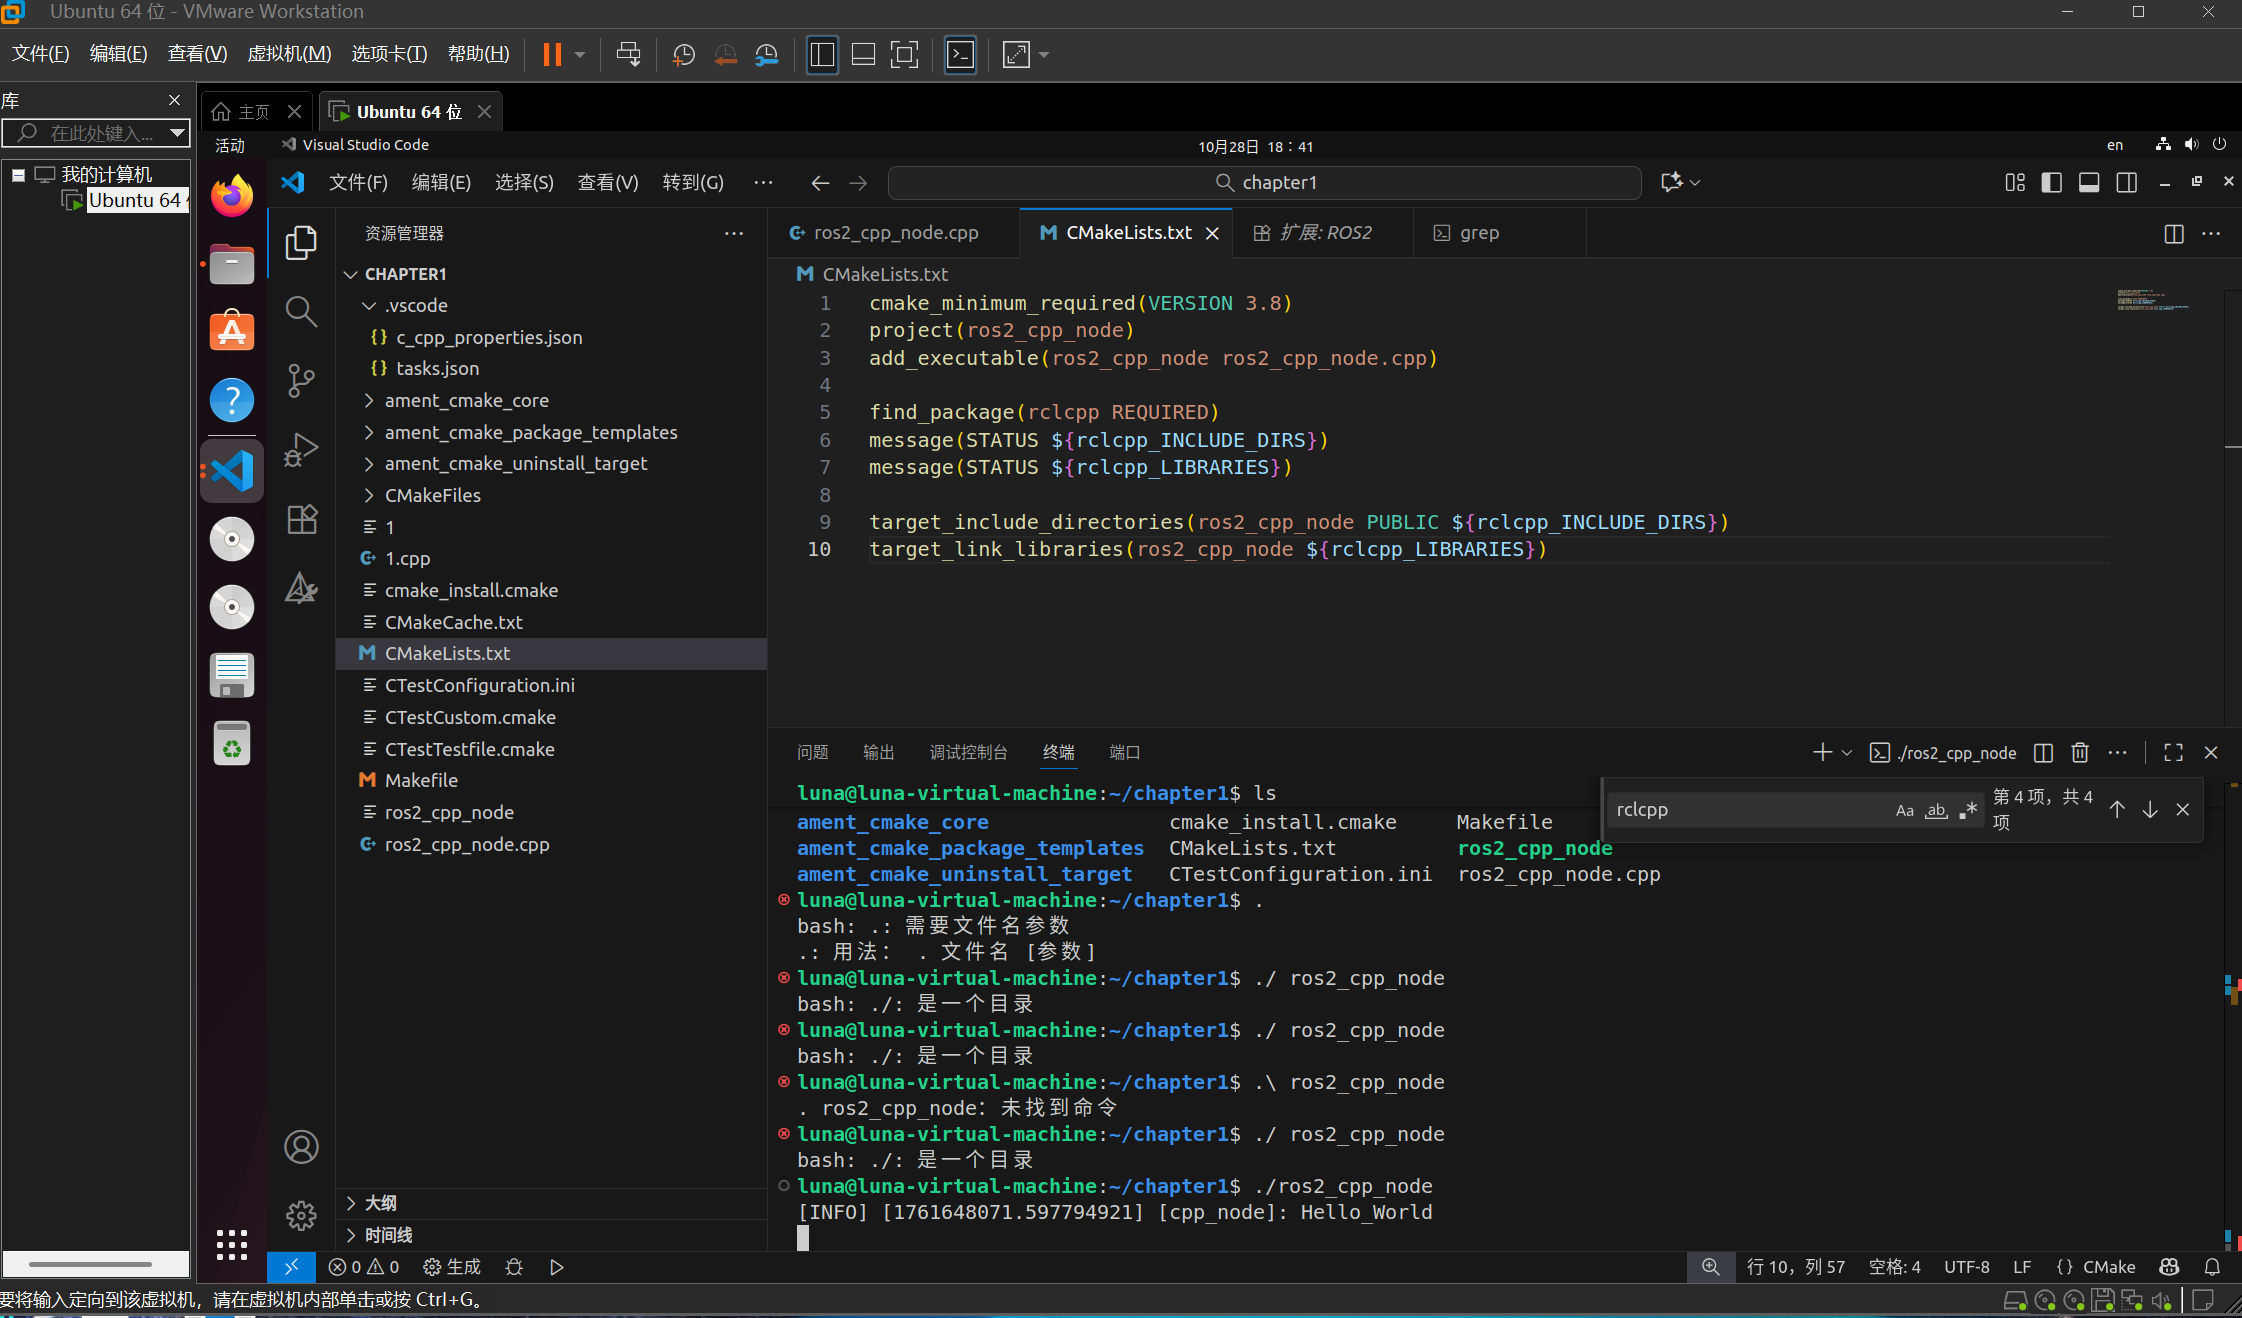 Ubuntu 64 位 - VMware Workstation
文件(F) 编辑(E) 查看(V) 虚拟机(M) 选项卡(T) 帮助(H)
库
在此处键入...
我的计算机
Ubuntu 64
主页
Ubuntu 64 位
活动
Visual Studio Code
10月28日 18：41
en
文件(F) 编辑(E) 选择(S) 查看(V) 转到(G) ···
chapter1
资源管理器
CHAPTER1
.vscode
{} c_cpp_properties.json
{} tasks.json
ament_cmake_core
ament_cmake_package_templates
ament_cmake_uninstall_target
CMakeFiles
1
1.cpp
cmake_install.cmake
CMakeCache.txt
CMakeLists.txt
CTestConfiguration.ini
CTestCustom.cmake
CTestTestfile.cmake
Makefile
ros2_cpp_node
ros2_cpp_node.cpp
大纲
时间线
ros2_cpp_node.cpp
CMakeLists.txt
扩展: ROS2
grep
CMakeLists.txt
1 cmake_minimum_required(VERSION 3.8)
2 project(ros2_cpp_node)
3 add_executable(ros2_cpp_node ros2_cpp_node.cpp)
4
5 find_package(rclcpp REQUIRED)
6 message(STATUS ${rclcpp_INCLUDE_DIRS})
7 message(STATUS ${rclcpp_LIBRARIES})
8
9 target_include_directories(ros2_cpp_node PUBLIC ${rclcpp_INCLUDE_DIRS})
10 target_link_libraries(ros2_cpp_node ${rclcpp_LIBRARIES})
问题 输出 调试控制台 终端 端口
./ros2_cpp_node
rclcpp
Aa ab .*
第 4 项，共 4
项
luna@luna-virtual-machine:~/chapter1$ ls
ament_cmake_core cmake_install.cmake Makefile
ament_cmake_package_templates CMakeLists.txt ros2_cpp_node
ament_cmake_uninstall_target CTestConfiguration.ini ros2_cpp_node.cpp
luna@luna-virtual-machine:~/chapter1$ .
bash: .: 需要文件名参数
.: 用法： . 文件名 [参数]
luna@luna-virtual-machine:~/chapter1$ ./ ros2_cpp_node
bash: ./: 是一个目录
luna@luna-virtual-machine:~/chapter1$ ./ ros2_cpp_node
bash: ./: 是一个目录
luna@luna-virtual-machine:~/chapter1$ .\ ros2_cpp_node
. ros2_cpp_node：未找到命令
luna@luna-virtual-machine:~/chapter1$ ./ ros2_cpp_node
bash: ./: 是一个目录
luna@luna-virtual-machine:~/chapter1$ ./ros2_cpp_node
[INFO] [1761648071.597794921] [cpp_node]: Hello_World
0 0 生成
行 10，列 57 空格: 4 UTF-8 LF {} CMake
要将输入定向到该虚拟机，请在虚拟机内部单击或按 Ctrl+G。